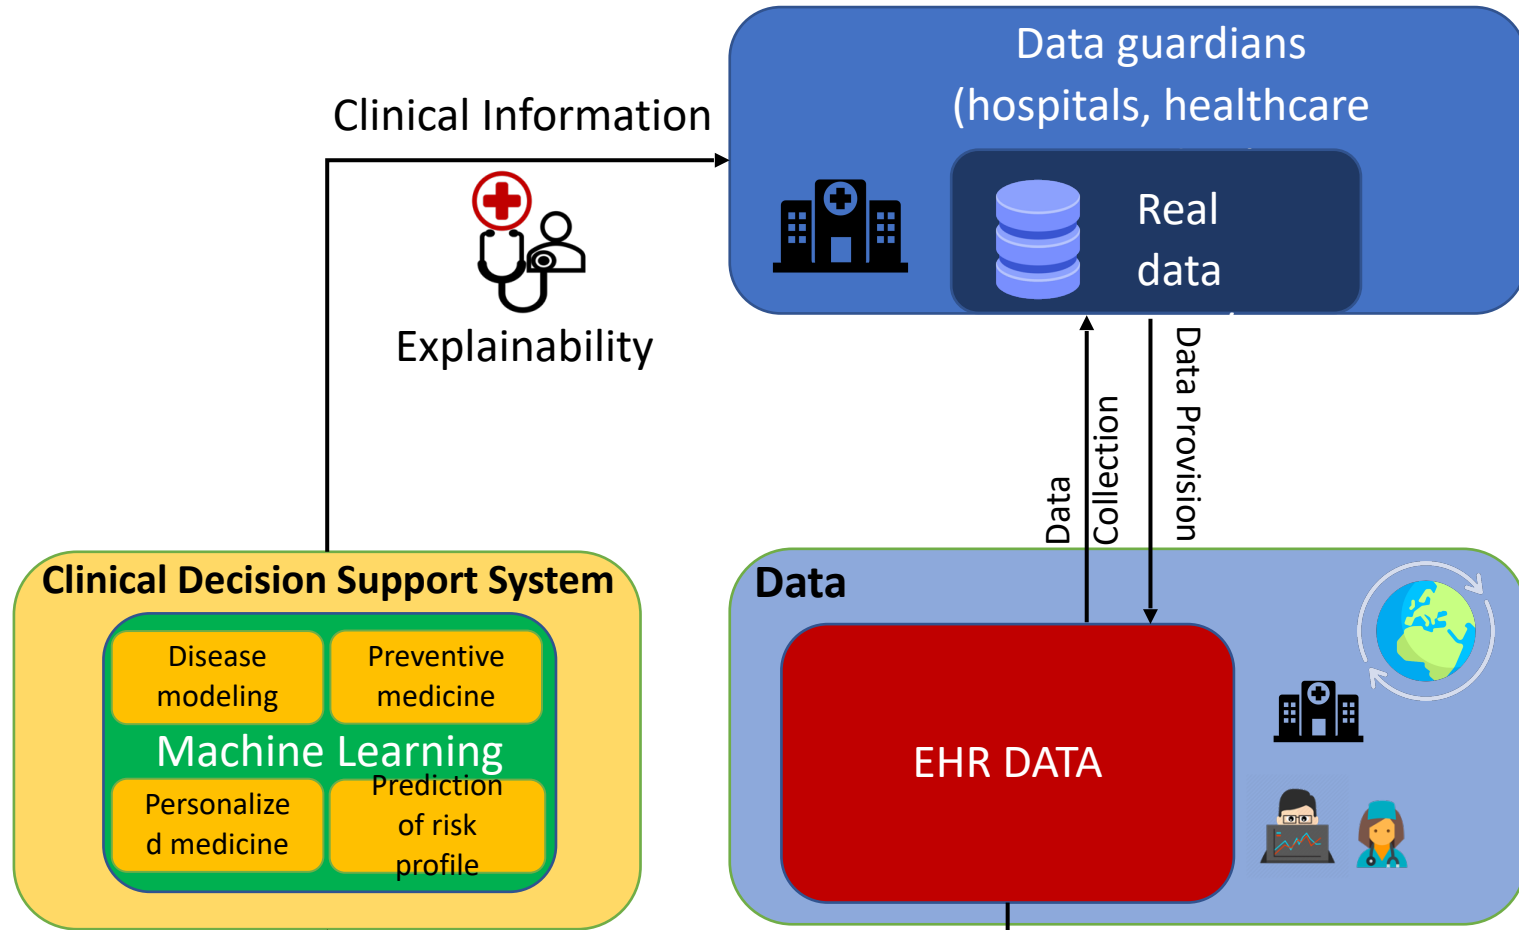 Data guardians
(hospitals, healthcare
Clinical Information
Real
data
Explainability
Data
Collection
Data Provision
Clinical Decision Support System
Disease
modeling
Preventive
medicine
Machine Learning
Personalize
d medicine
Prediction
of risk
profile
Data
EHR DATA